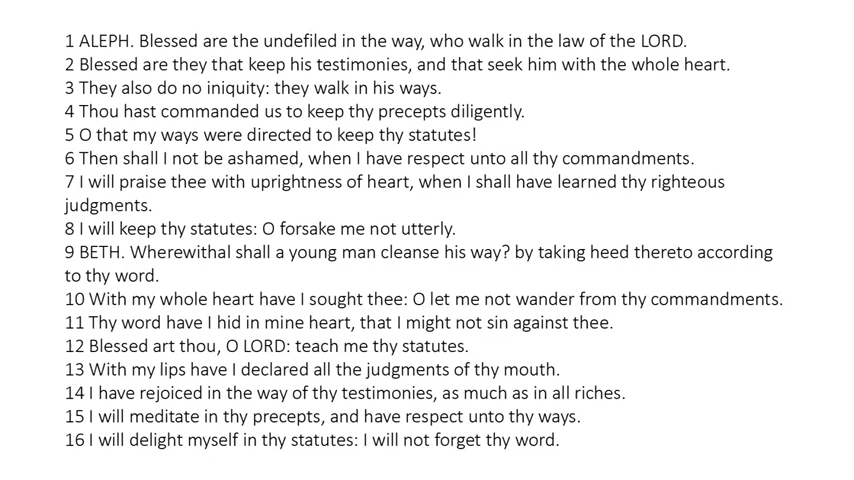 1 ALEPH. Blessed are the undefiled in the way, who walk in the law of the LORD.
2 Blessed are they that keep his testimonies, and that seek him with the whole heart.
3 They also do no iniquity: they walk in his ways.
4 Thou hast commanded us to keep thy precepts diligently.
5 O that my ways were directed to keep thy statutes!
6 Then shall I not be ashamed, when I have respect unto all thy commandments.
7 I will praise thee with uprightness of heart, when I shall have learned thy righteous
judgments.
8 I will keep thy statutes: O forsake me not utterly.
9 BETH. Wherewithal shall a young man cleanse his way? by taking heed thereto according
to thy word.
10 With my whole heart have I sought thee: O let me not wander from thy commandments.
11 Thy word have I hid in mine heart, that I might not sin against thee.
12 Blessed art thou, O LORD: teach me thy statutes.
13 With my lips have I declared all the judgments of thy mouth.
14 I have rejoiced in the way of thy testimonies, as much as in all riches.
15 I will meditate in thy precepts, and have respect unto thy ways.
16 I will delight myself in thy statutes: I will not forget thy word.